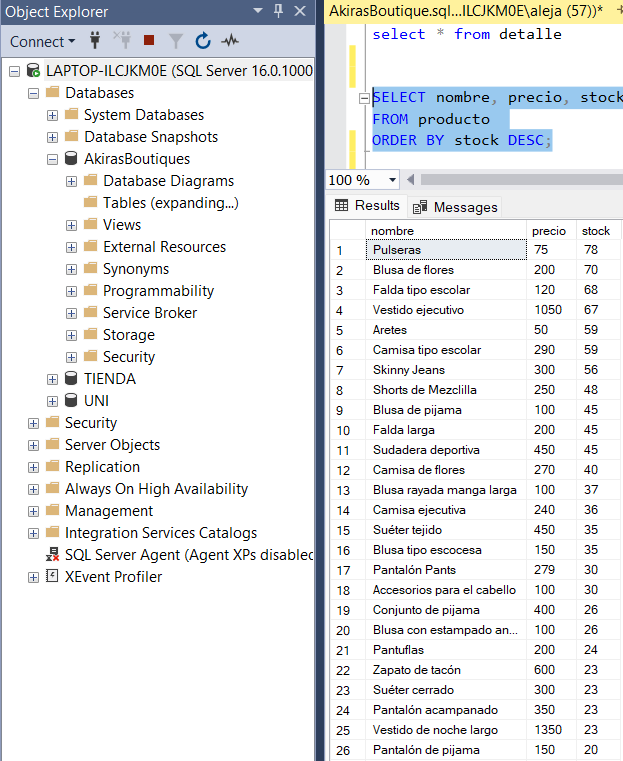 Object Explorer
Connect
LAPTOP-ILCJKM0E (SQL Server 16.0.1000
Databases
System Databases
Database Snapshots
AkirasBoutiques
Database Diagrams
Tables (expanding...)
Views
External Resources
Synonyms
Programmability
Service Broker
Storage
Security
TIENDA
UNI
Security
Server Objects
Replication
Always On High Availability
Management
Integration Services Catalogs
SQL Server Agent (Agent XPs disabled
XEvent Profiler
AkirasBoutique.sql...ILCJKM0E\aleja (57))*
select * from detalle
SELECT nombre, precio, stock
FROM producto
ORDER BY stock DESC;
100 %
Results Messages
nombre precio stock
1 Pulseras 75 78
2 Blusa de flores 200 70
3 Falda tipo escolar 120 68
4 Vestido ejecutivo 1050 67
5 Aretes 50 59
6 Camisa tipo escolar 290 59
7 Skinny Jeans 300 56
8 Shorts de Mezclilla 250 48
9 Blusa de pijama 100 45
10 Falda larga 200 45
11 Sudadera deportiva 450 45
12 Camisa de flores 270 40
13 Blusa rayada manga larga 100 37
14 Camisa ejecutiva 240 36
15 Suéter tejido 450 35
16 Blusa tipo escocesa 150 35
17 Pantalón Pants 279 30
18 Accesorios para el cabello 100 30
19 Conjunto de pijama 400 26
20 Blusa con estampado an... 100 26
21 Pantuflas 200 24
22 Zapato de tacón 600 23
23 Suéter cerrado 300 23
24 Pantalón acampanado 350 23
25 Vestido de noche largo 1350 23
26 Pantalón de pijama 150 20